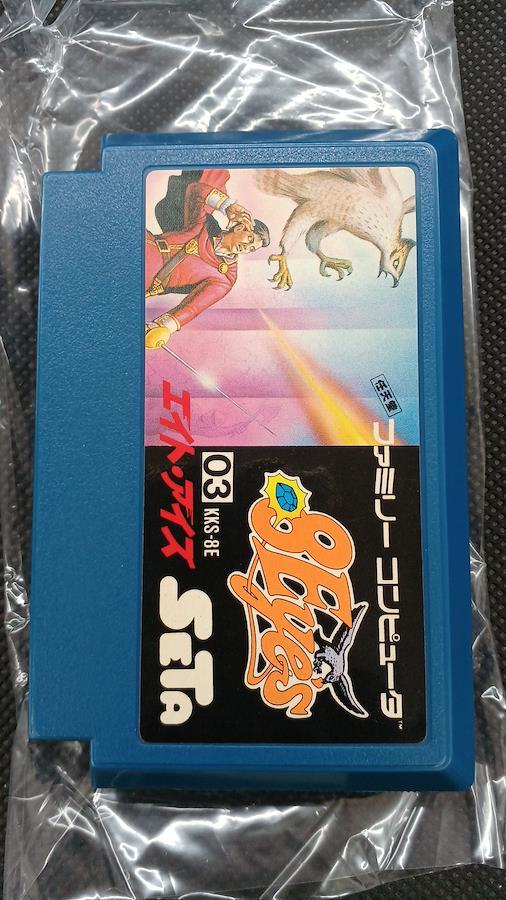 任天堂
ファミリー コンピュータ™
8Eyes
03 KKS-8E
エイト・アイズ
SETA